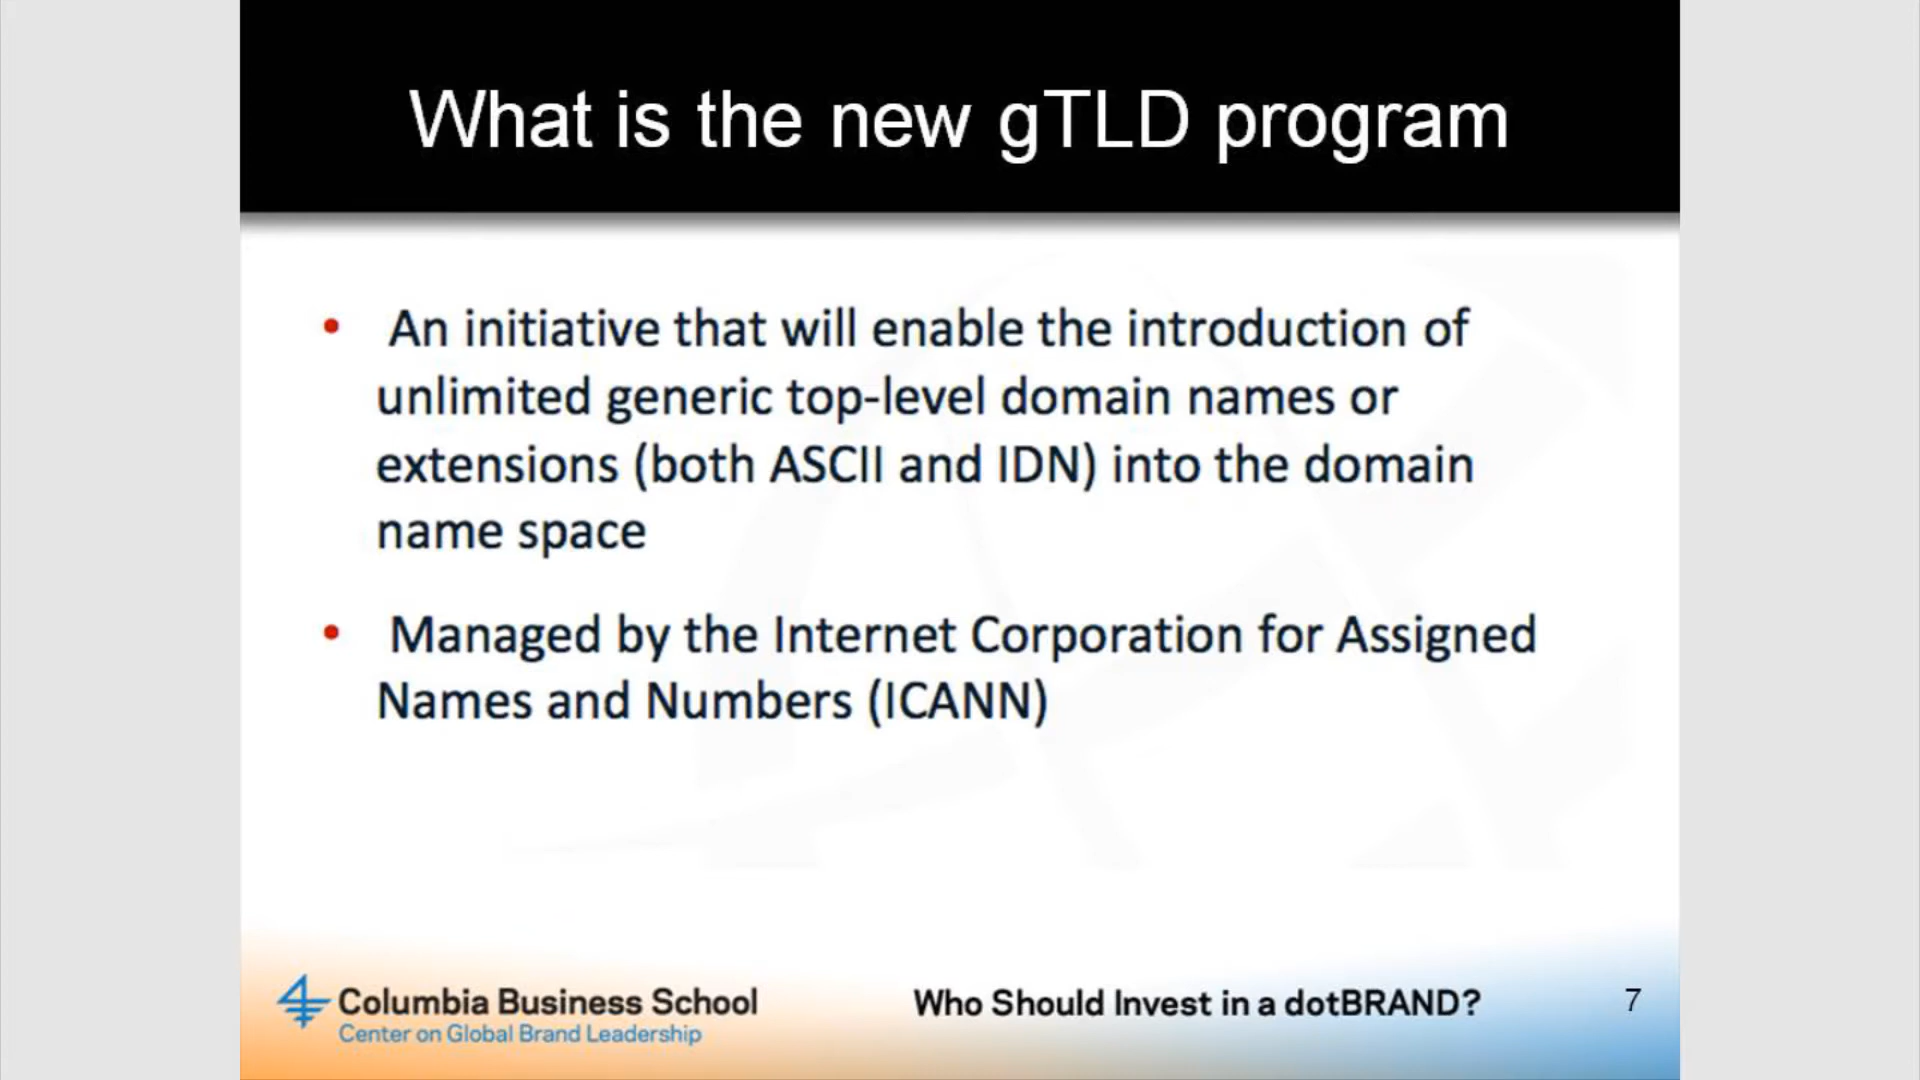 What is the new gTLD program
• An initiative that will enable the introduction of
unlimited generic top-level domain names or
extensions (both ASCII and IDN) into the domain
name space
• Managed by the Internet Corporation for Assigned
Names and Numbers (ICANN)
Columbia Business School
Center on Global Brand Leadership
Who Should Invest in a dotBRAND?
7